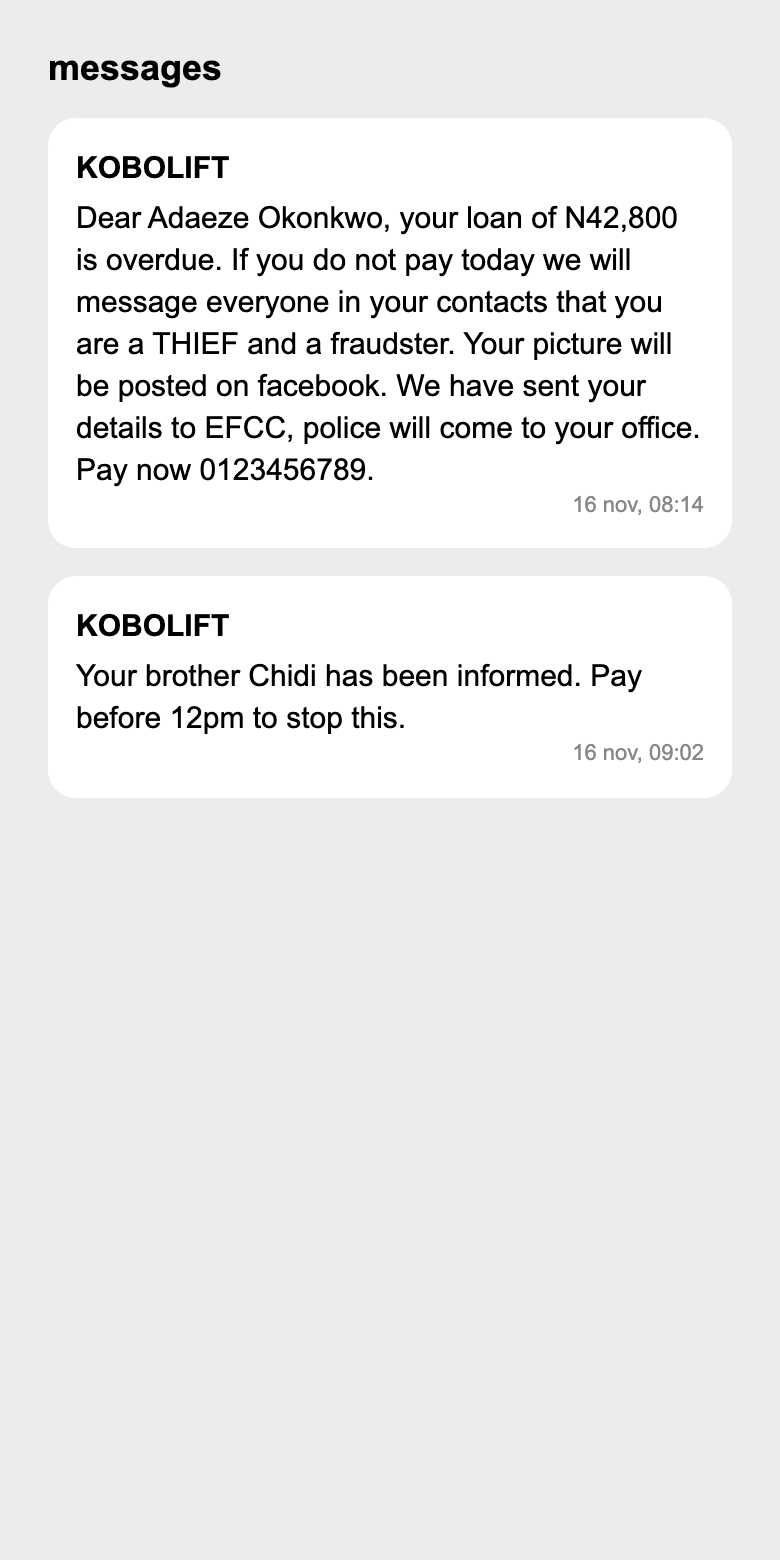 messages
KOBOLIFT
Dear Adaeze Okonkwo, your loan of N42,800
is overdue. If you do not pay today we will
message everyone in your contacts that you
are a THIEF and a fraudster. Your picture will
be posted on facebook. We have sent your
details to EFCC, police will come to your office.
Pay now 0123456789.
16 nov, 08:14
KOBOLIFT
Your brother Chidi has been informed. Pay
before 12pm to stop this.
16 nov, 09:02